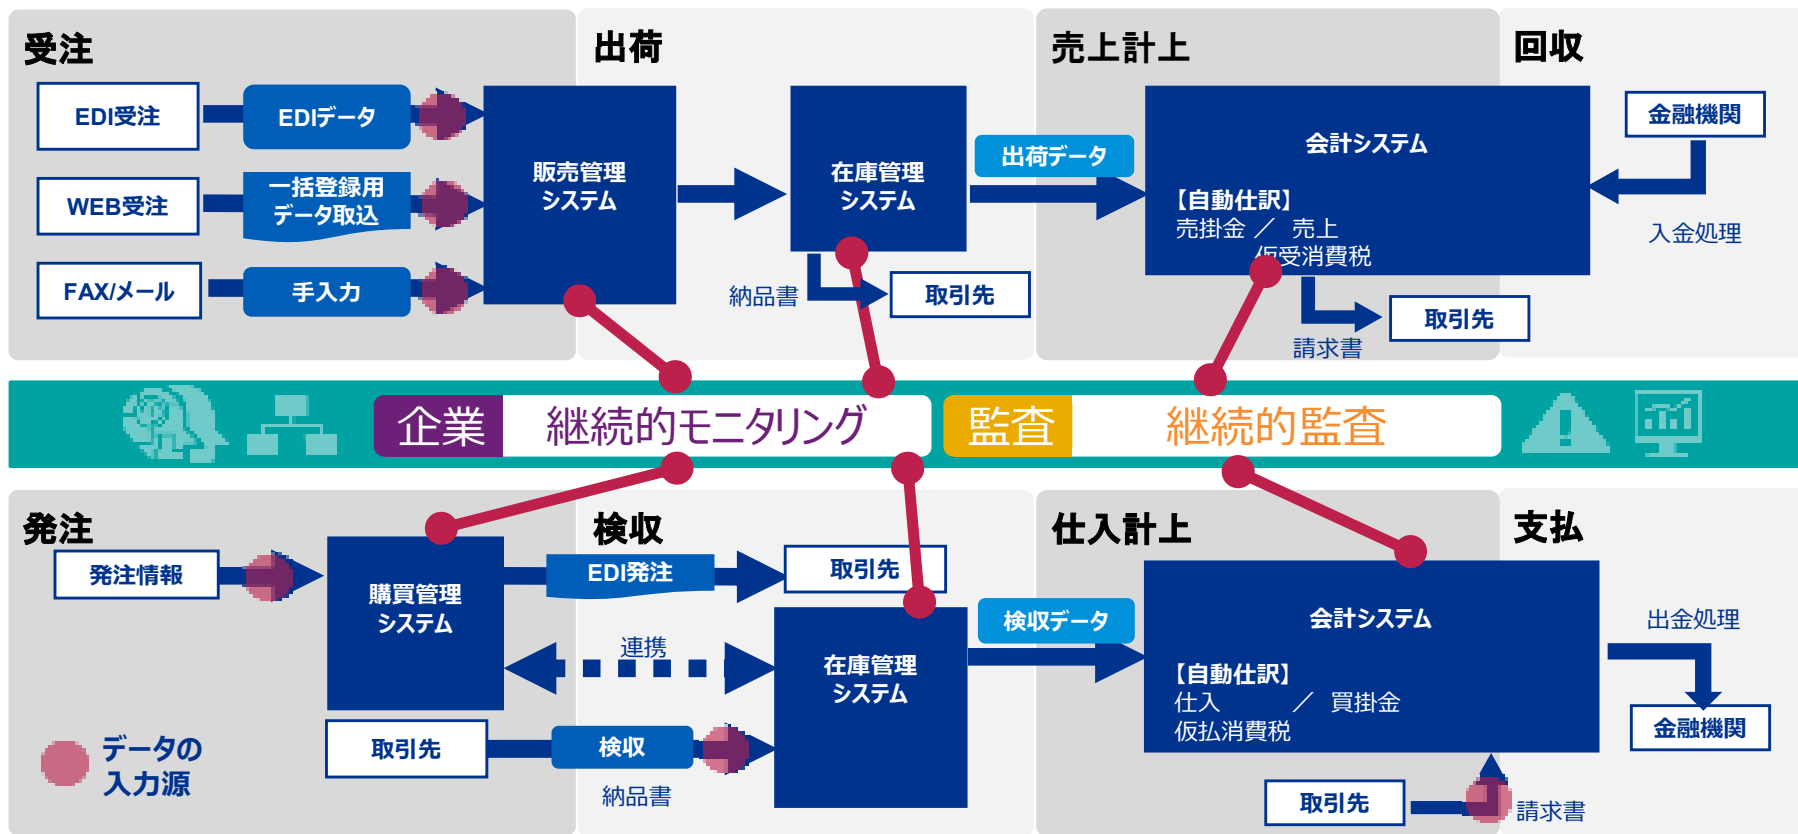 受注
出荷
売上計上
回収
EDI受注
EDIデータ
WEB受注
一括登録用
データ取込
FAX/メール
手入力
販売管理
システム
在庫管理
システム
納品書
取引先
出荷データ
会計システム
【自動仕訳】
売掛金 ／ 売上
仮受消費税
請求書
取引先
金融機関
入金処理
企業
継続的モニタリング
監査
継続的監査
発注
検収
仕入計上
支払
発注情報
購買管理
システム
EDI発注
取引先
連携
在庫管理
システム
取引先
検収
納品書
検収データ
会計システム
【自動仕訳】
仕入 ／ 買掛金
仮払消費税
出金処理
金融機関
取引先
請求書
データの
入力源